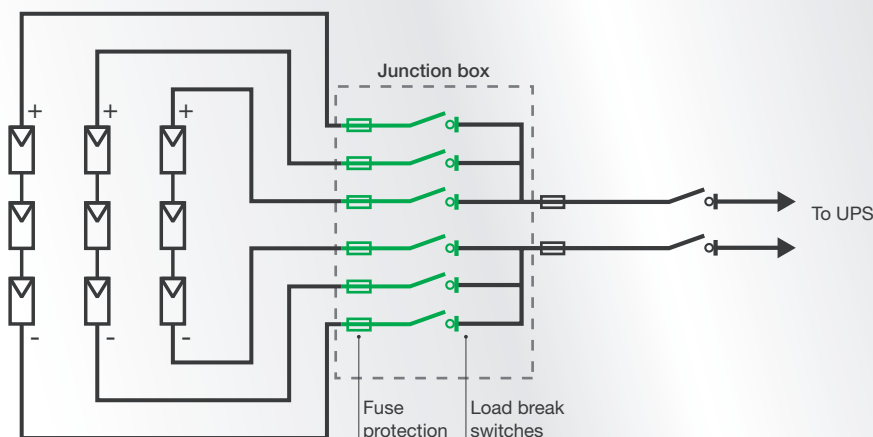 Junction box
+
+
+
To UPS
-
-
-
Fuse
protection
Load break
switches